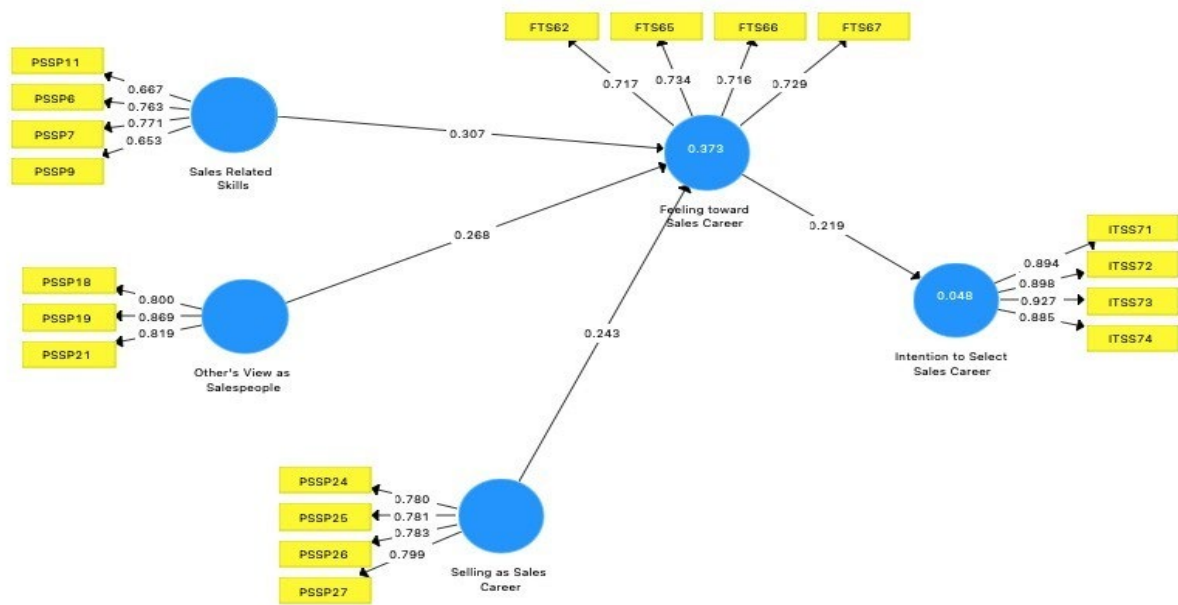 FTS62
FTS65
FTS66
FTS67
0.717
0.734
0.716
0.729
PSSP11
PSSP6
PSSP7
PSSP9
0.667
0.763
0.771
0.653
Sales Related
Skills
0.307
0.373
Feeling toward
Sales Career
0.268
0.219
PSSP18
PSSP19
PSSP21
0.800
0.869
0.819
Other's View as
Salespeople
0.243
ITSS71
ITSS72
ITSS73
ITSS74
0.894
0.898
0.927
0.885
0.048
Intention to Select
Sales Career
PSSP24
PSSP25
PSSP26
PSSP27
0.780
0.781
0.783
0.799
Selling as Sales
Career